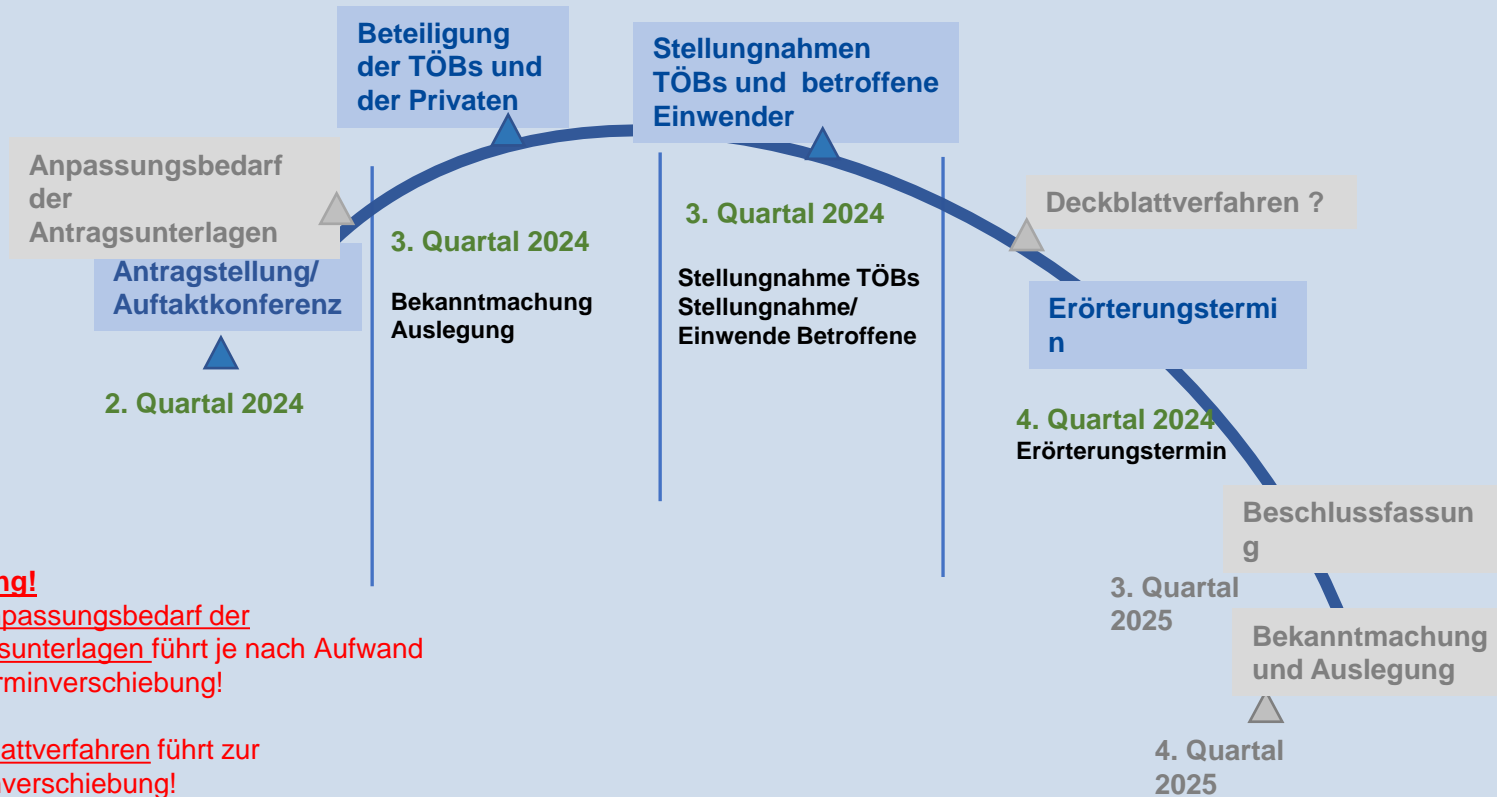 Beteiligung
der TÖBs und
der Privaten
Stellungnahmen
TÖBs und betroffene
Einwender
Anpassungsbedarf
der
Antragsunterlagen
Antragstellung/
Auftaktkonferenz
2. Quartal 2024
3. Quartal 2024
Bekanntmachung
Auslegung
3. Quartal 2024
Stellungnahme TÖBs
Stellungnahme/
Einwende Betroffene
Deckblattverfahren ?
Erörterungstermi
n
4. Quartal 2024
Erörterungstermin
Beschlussfassun
g
3. Quartal
2025
Bekanntmachung
und Auslegung
4. Quartal
2025
ng!
passungsbedarf der
sunterlagen führt je nach Aufwand
rminverschiebung!
attverfahren führt zur
nverschiebung!